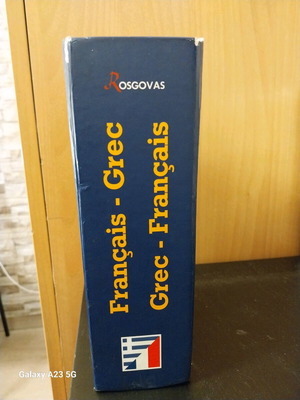 ROSGOVAS
Français - Grec
Grec - Français
Galaxy A23 5G